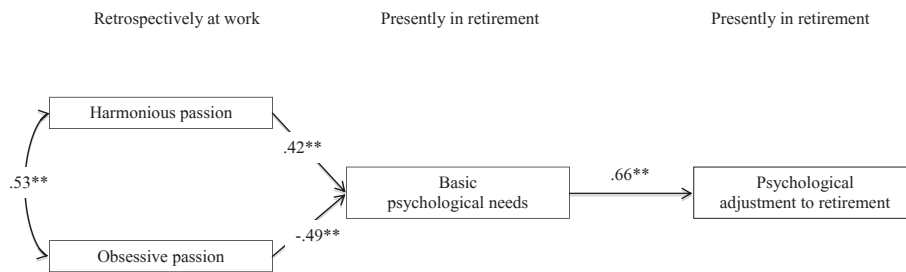 Retrospectively at work
Presently in retirement
Presently in retirement
Harmonious passion
.42**
.53**
Basic
psychological needs
.66**
Psychological
adjustment to retirement
-.49**
Obsessive passion